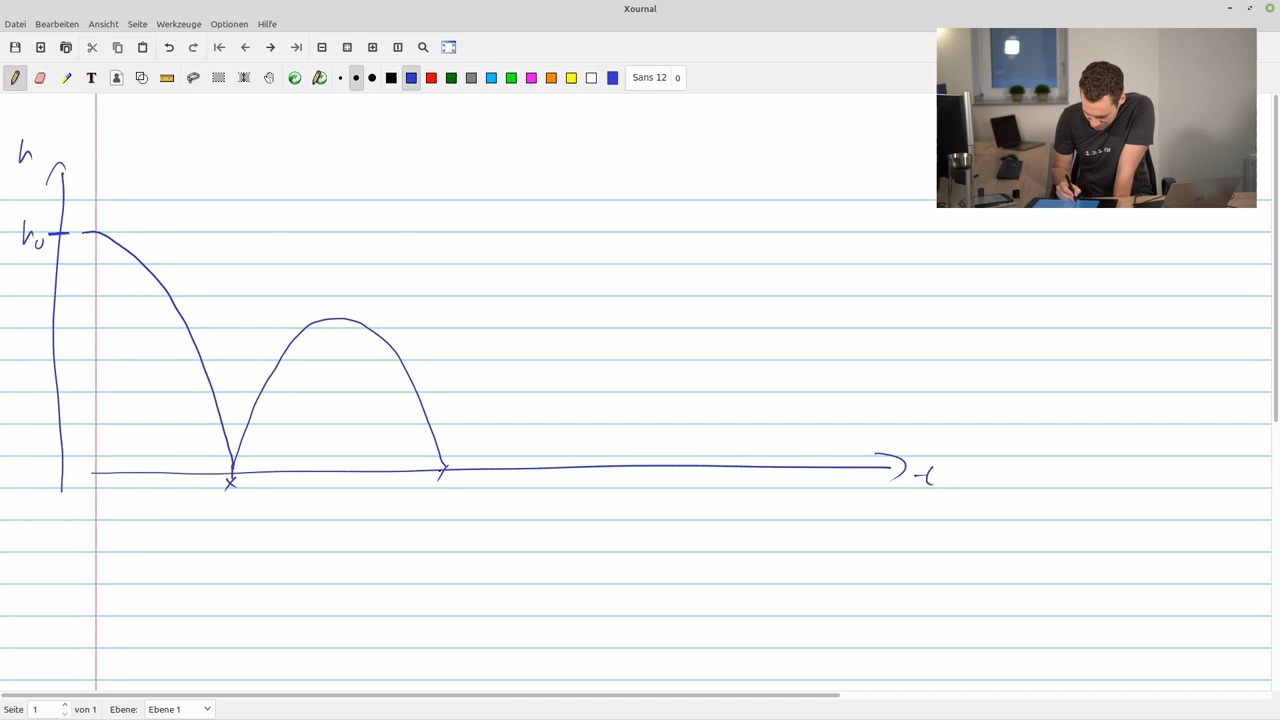 Xournal
Datei Bearbeiten Ansicht Seite Werkzeuge Optionen Hilfe
T Sans 12 0
h
h0
x
t
Seite 1 von 1 Ebene: Ebene 1